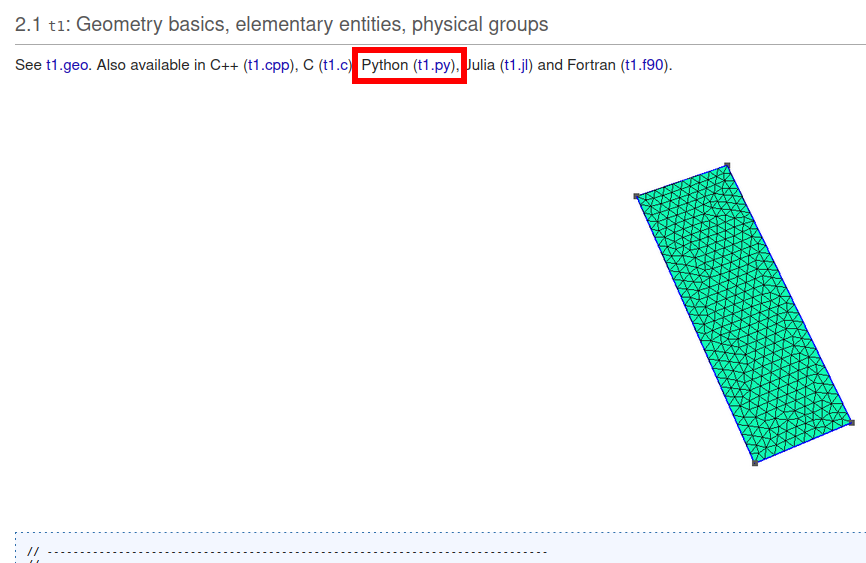 2.1 t1: Geometry basics, elementary entities, physical groups
See t1.geo. Also available in C++ (t1.cpp), C (t1.c) Python (t1.py), Julia (t1.jl) and Fortran (t1.f90).
// -----------------------------------------------------------------------------
//